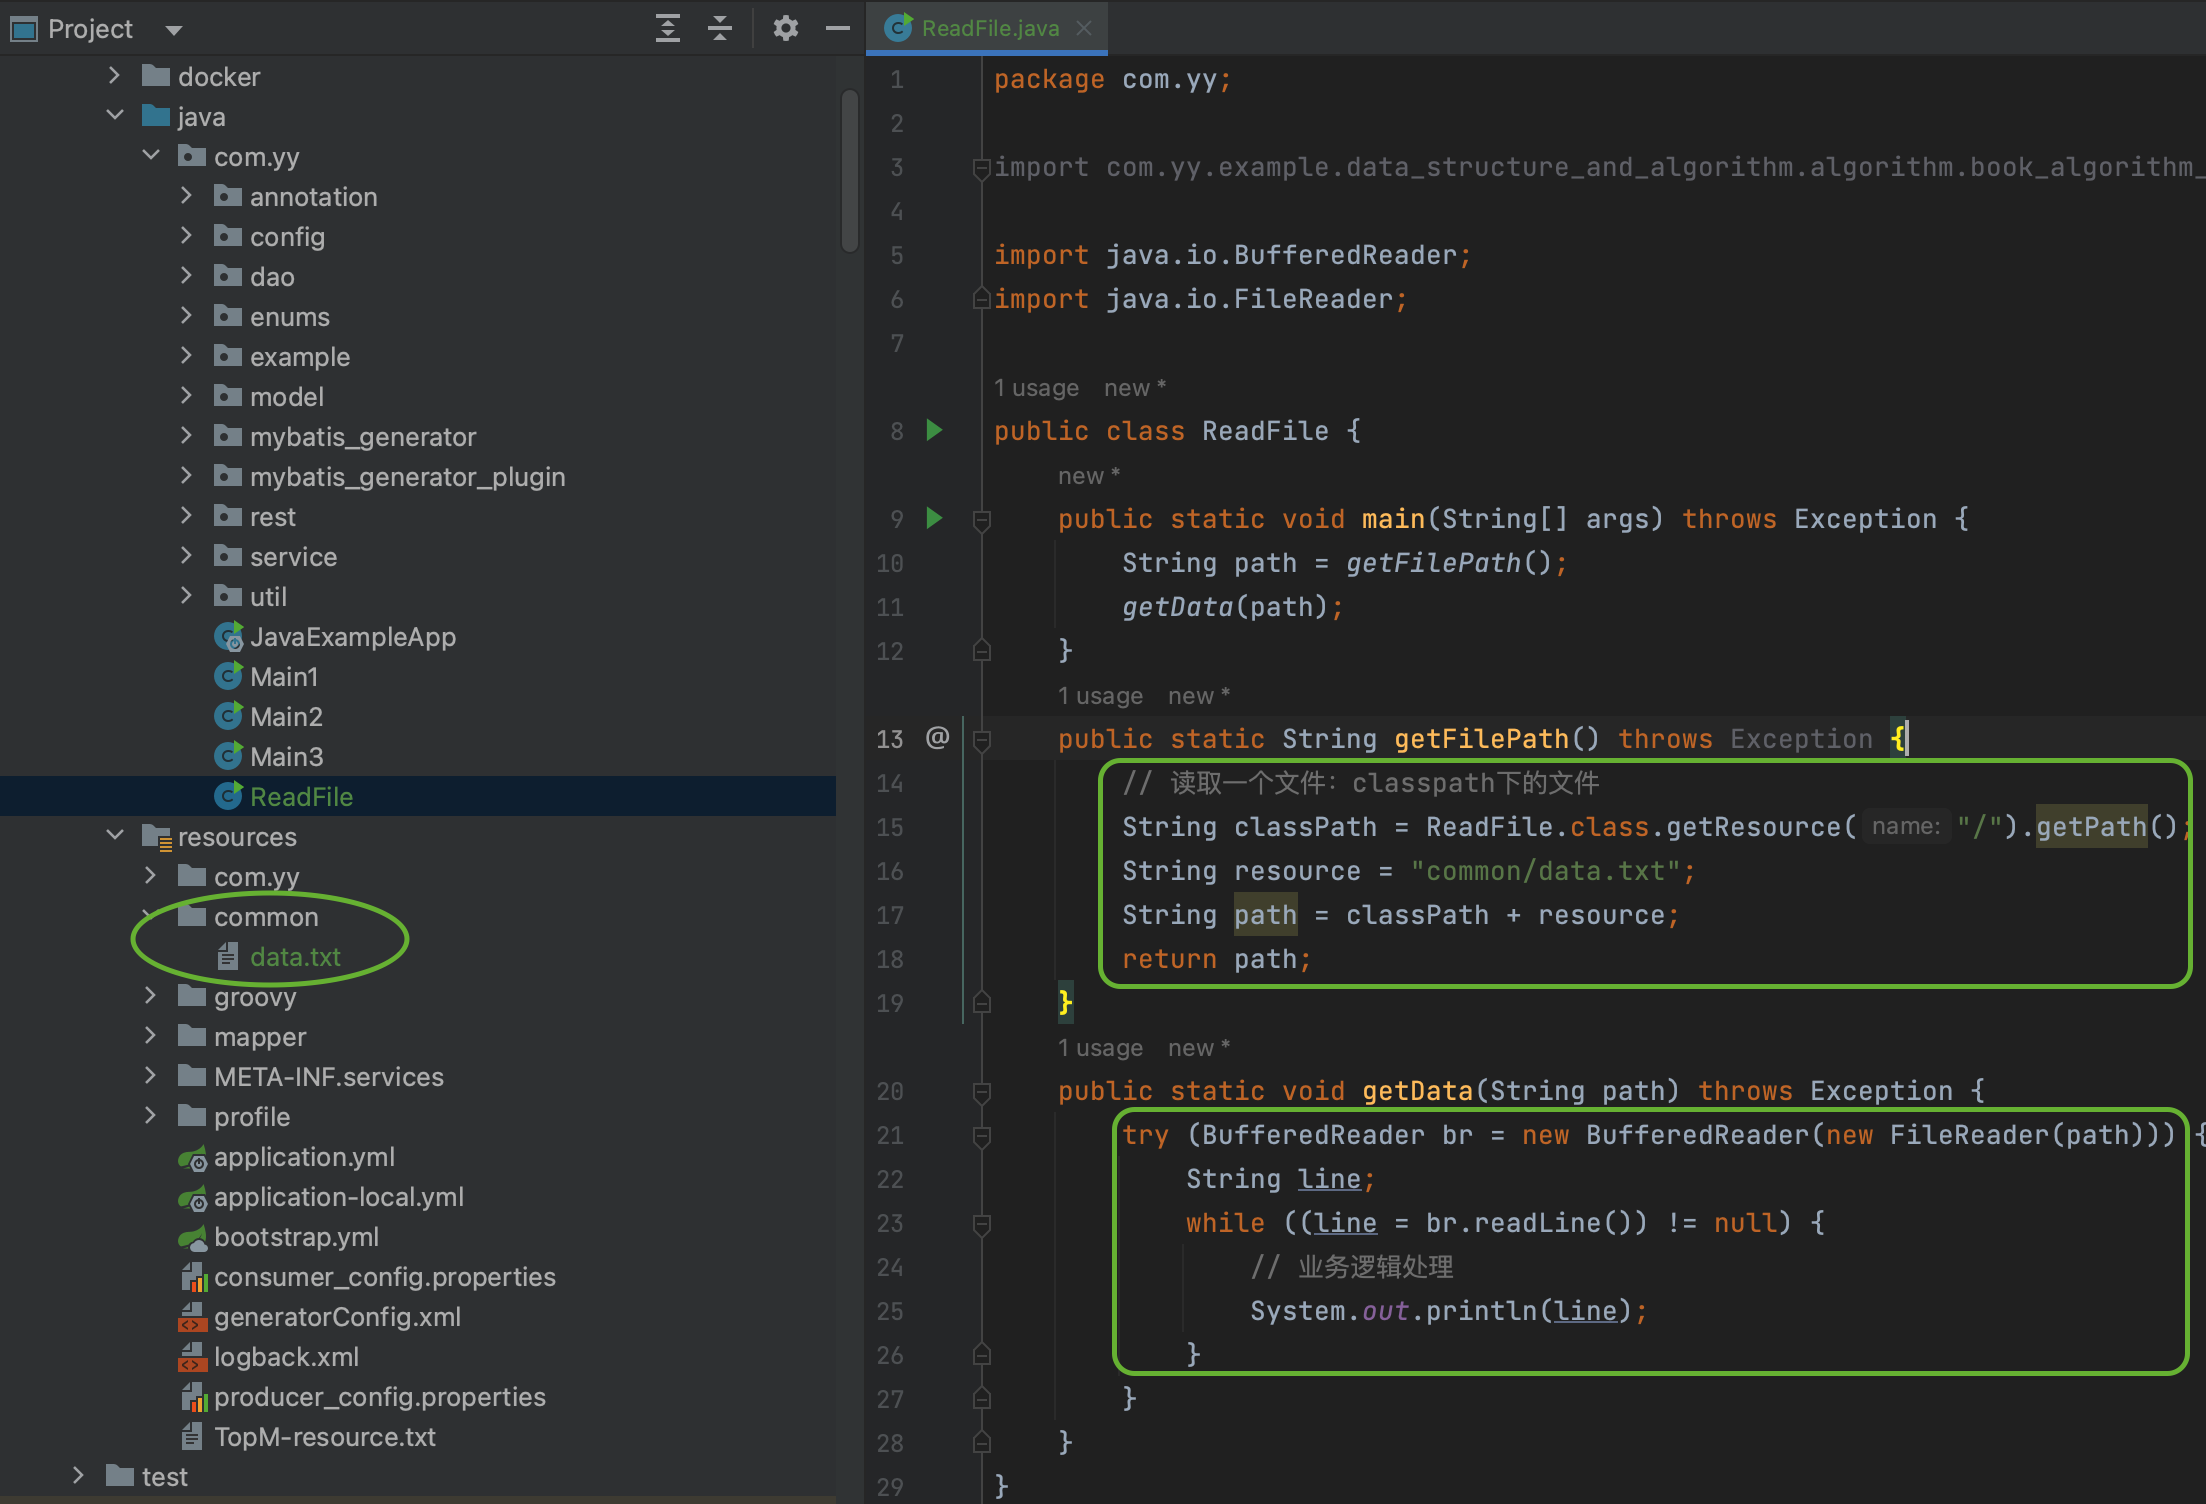 Project
docker
java
com.yy
annotation
config
dao
enums
example
model
mybatis_generator
mybatis_generator_plugin
rest
service
util
JavaExampleApp
Main1
Main2
Main3
ReadFile
resources
com.yy
common
data.txt
groovy
mapper
META-INF.services
profile
application.yml
application-local.yml
bootstrap.yml
consumer_config.properties
generatorConfig.xml
logback.xml
producer_config.properties
TopM-resource.txt
test
ReadFile.java
1 package com.yy;
2
3 import com.yy.example.data_structure_and_algorithm.algorithm.book_algorithm_
4
5 import java.io.BufferedReader;
6 import java.io.FileReader;
7
1 usage new *
8 public class ReadFile {
new *
9 public static void main(String[] args) throws Exception {
10 String path = getFilePath();
11 getData(path);
12 }
1 usage new *
13 @ public static String getFilePath() throws Exception {
14 // 读取一个文件：classpath下的文件
15 String classPath = ReadFile.class.getResource( name: "/").getPath();
16 String resource = "common/data.txt";
17 String path = classPath + resource;
18 return path;
19 }
1 usage new *
20 public static void getData(String path) throws Exception {
21 try (BufferedReader br = new BufferedReader(new FileReader(path))) {
22 String line;
23 while ((line = br.readLine()) != null) {
24 // 业务逻辑处理
25 System.out.println(line);
26 }
27 }
28 }
29 }